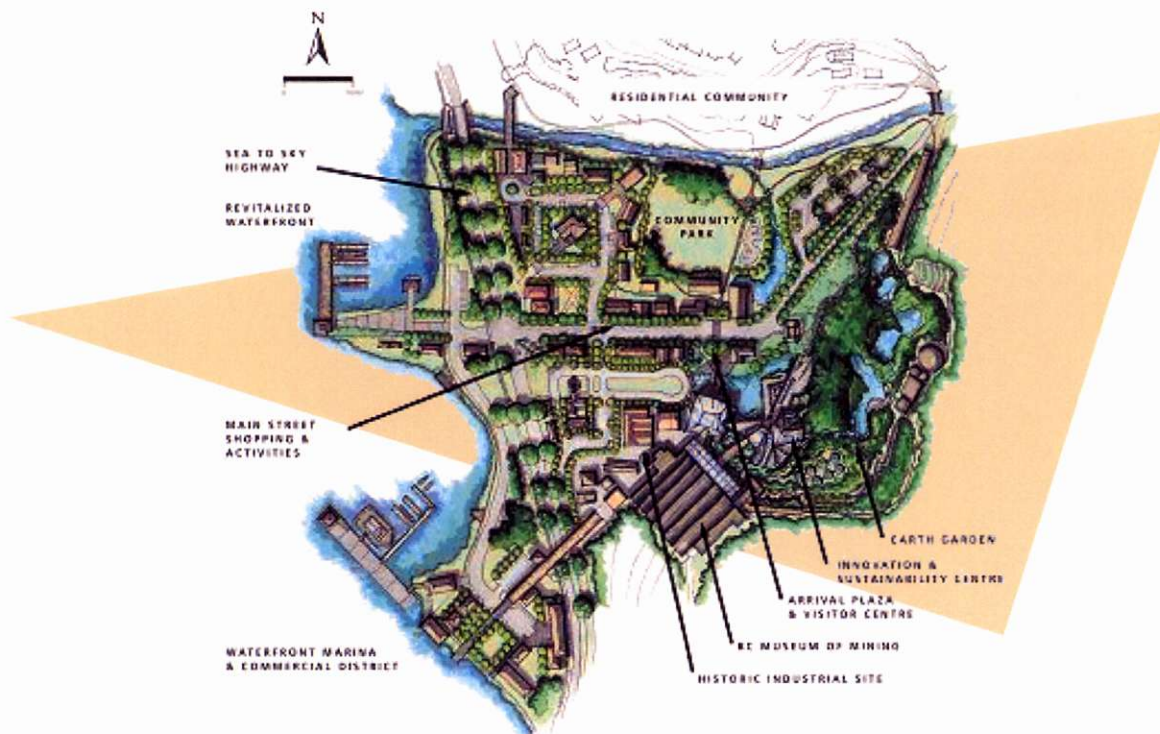 N
RESIDENTIAL COMMUNITY
SEA TO SKY
HIGHWAY
REVITALIZED
WATERFRONT
COMMUNITY
PARK
MAIN STREET
SHOPPING &
ACTIVITIES
EARTH GARDEN
INNOVATION &
SUSTAINABILITY CENTRE
ARRIVAL PLAZA
& VISITOR CENTRE
BC MUSEUM OF MINING
HISTORIC INDUSTRIAL SITE
WATERFRONT MARINA
& COMMERCIAL DISTRICT